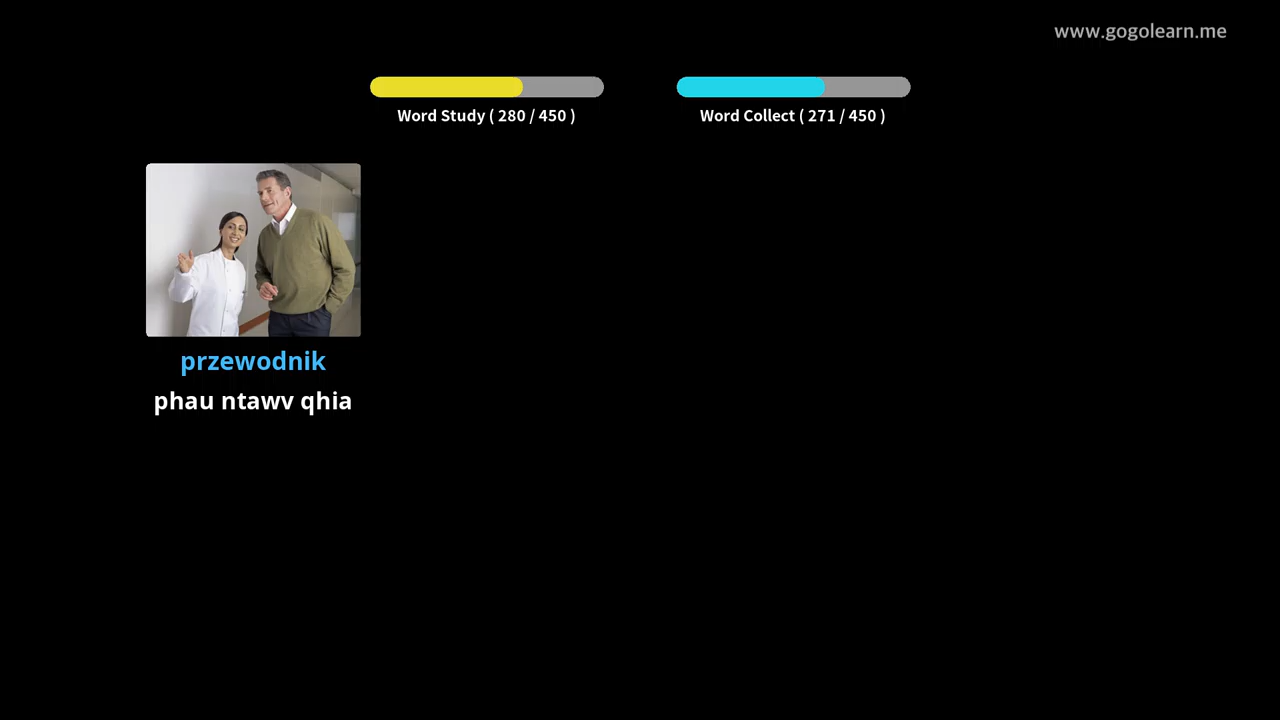 www.gogolearn.me
Word Study ( 280 / 450 )
Word Collect ( 271 / 450 )
przewodnik
phau ntawv qhia